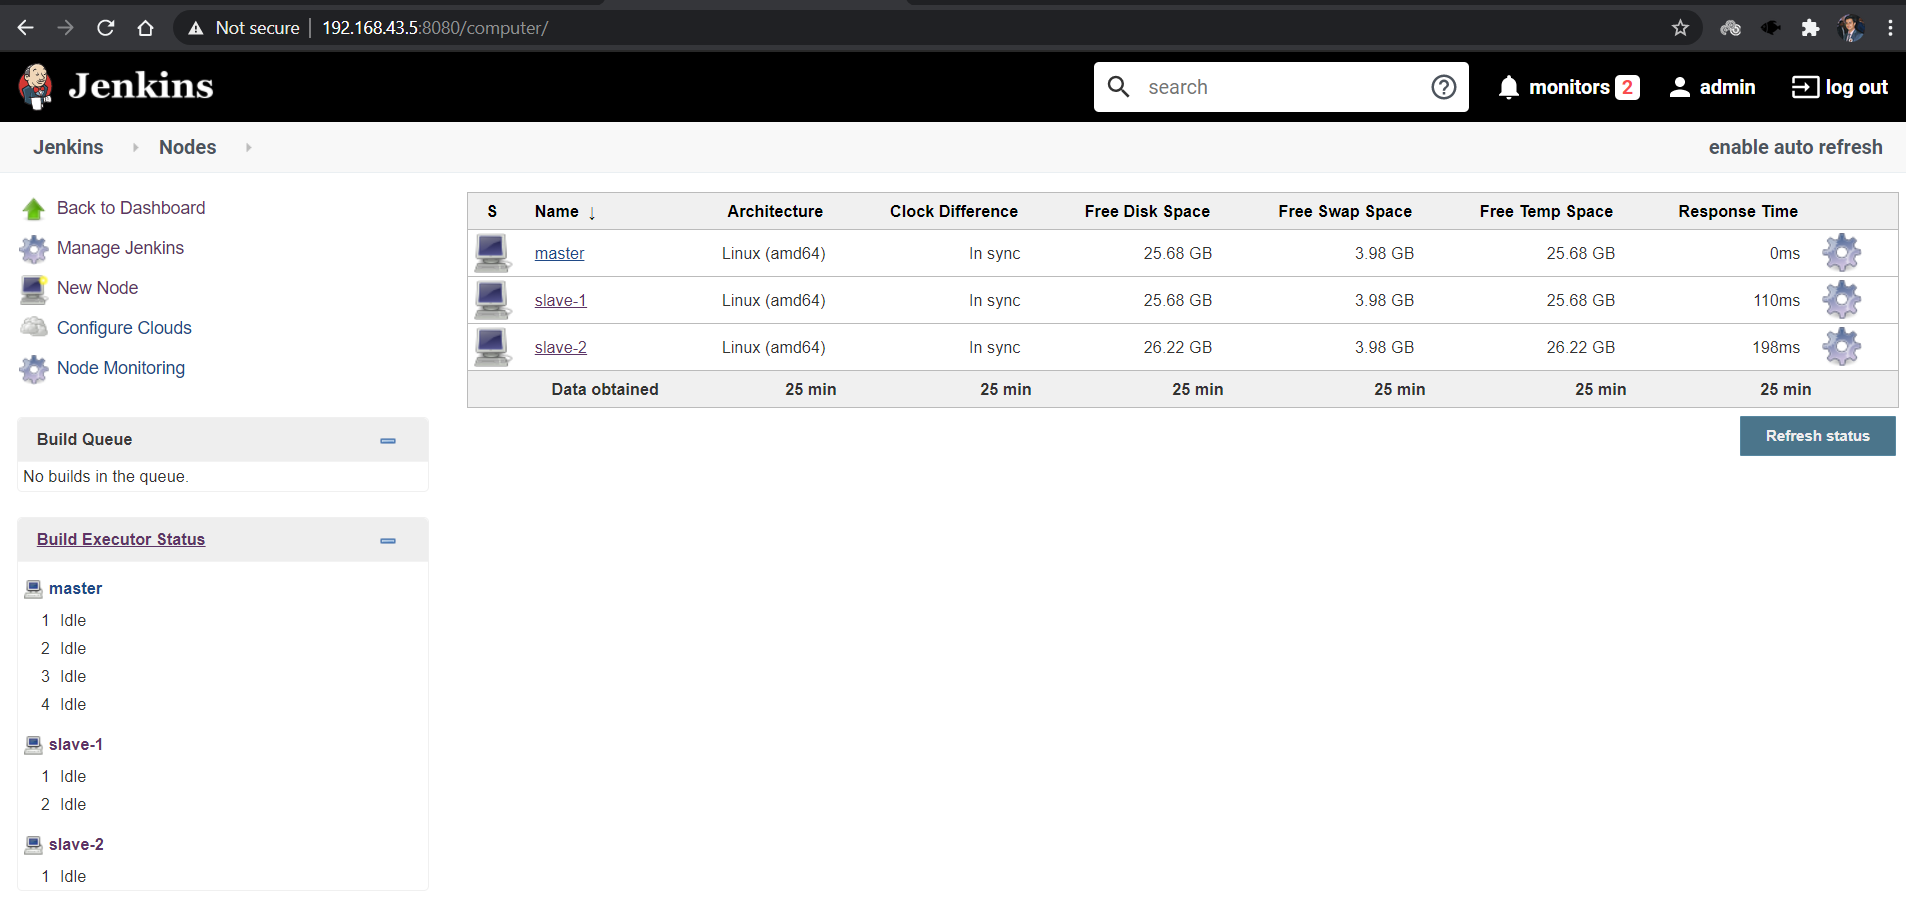 Not secure | 192.168.43.5:8080/computer/
Jenkins
search
monitors 2
admin
log out
Jenkins Nodes
enable auto refresh
Back to Dashboard
Manage Jenkins
New Node
Configure Clouds
Node Monitoring
Build Queue
No builds in the queue.
Build Executor Status
master
1 Idle
2 Idle
3 Idle
4 Idle
slave-1
1 Idle
2 Idle
slave-2
1 Idle
S Name ↓ Architecture Clock Difference Free Disk Space Free Swap Space Free Temp Space Response Time
master Linux (amd64) In sync 25.68 GB 3.98 GB 25.68 GB 0ms
slave-1 Linux (amd64) In sync 25.68 GB 3.98 GB 25.68 GB 110ms
slave-2 Linux (amd64) In sync 26.22 GB 3.98 GB 26.22 GB 198ms
Data obtained 25 min 25 min 25 min 25 min 25 min 25 min
Refresh status